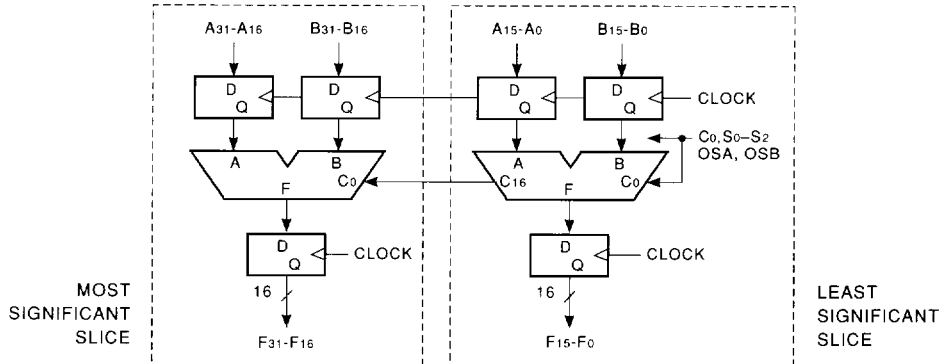 A31-A16 B31-B16 A15-A0 B15-B0
D Q D Q D Q D Q CLOCK
C0, S0-S2
OSA, OSB
A B C0 F
A B C16 C0 F
D Q CLOCK D Q CLOCK
16 16
MOST
SIGNIFICANT
SLICE
F31-F16 F15-F0
LEAST
SIGNIFICANT
SLICE